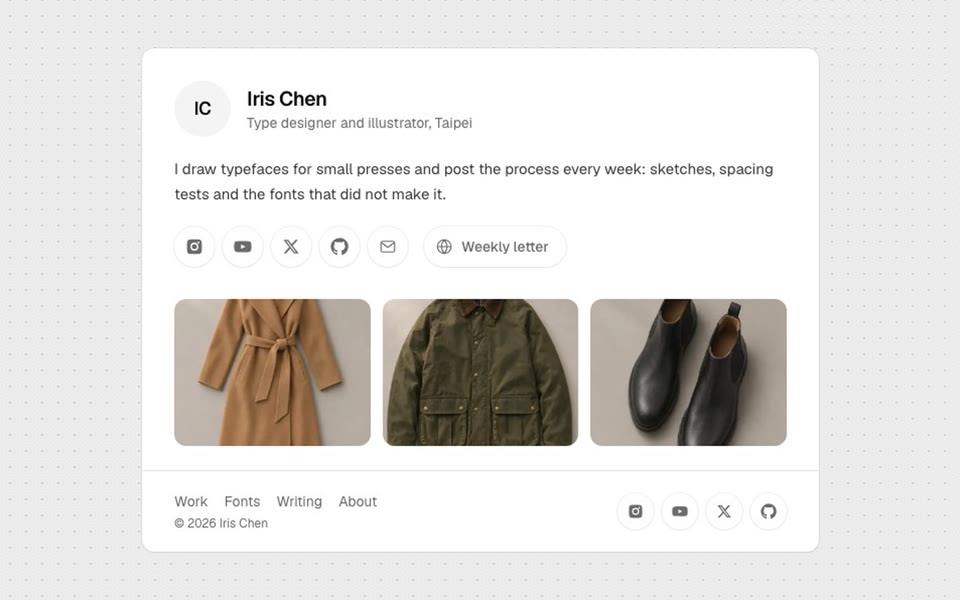 IC
Iris Chen
Type designer and illustrator, Taipei
I draw typefaces for small presses and post the process every week: sketches, spacing
tests and the fonts that did not make it.
Weekly letter
Work Fonts Writing About
© 2026 Iris Chen